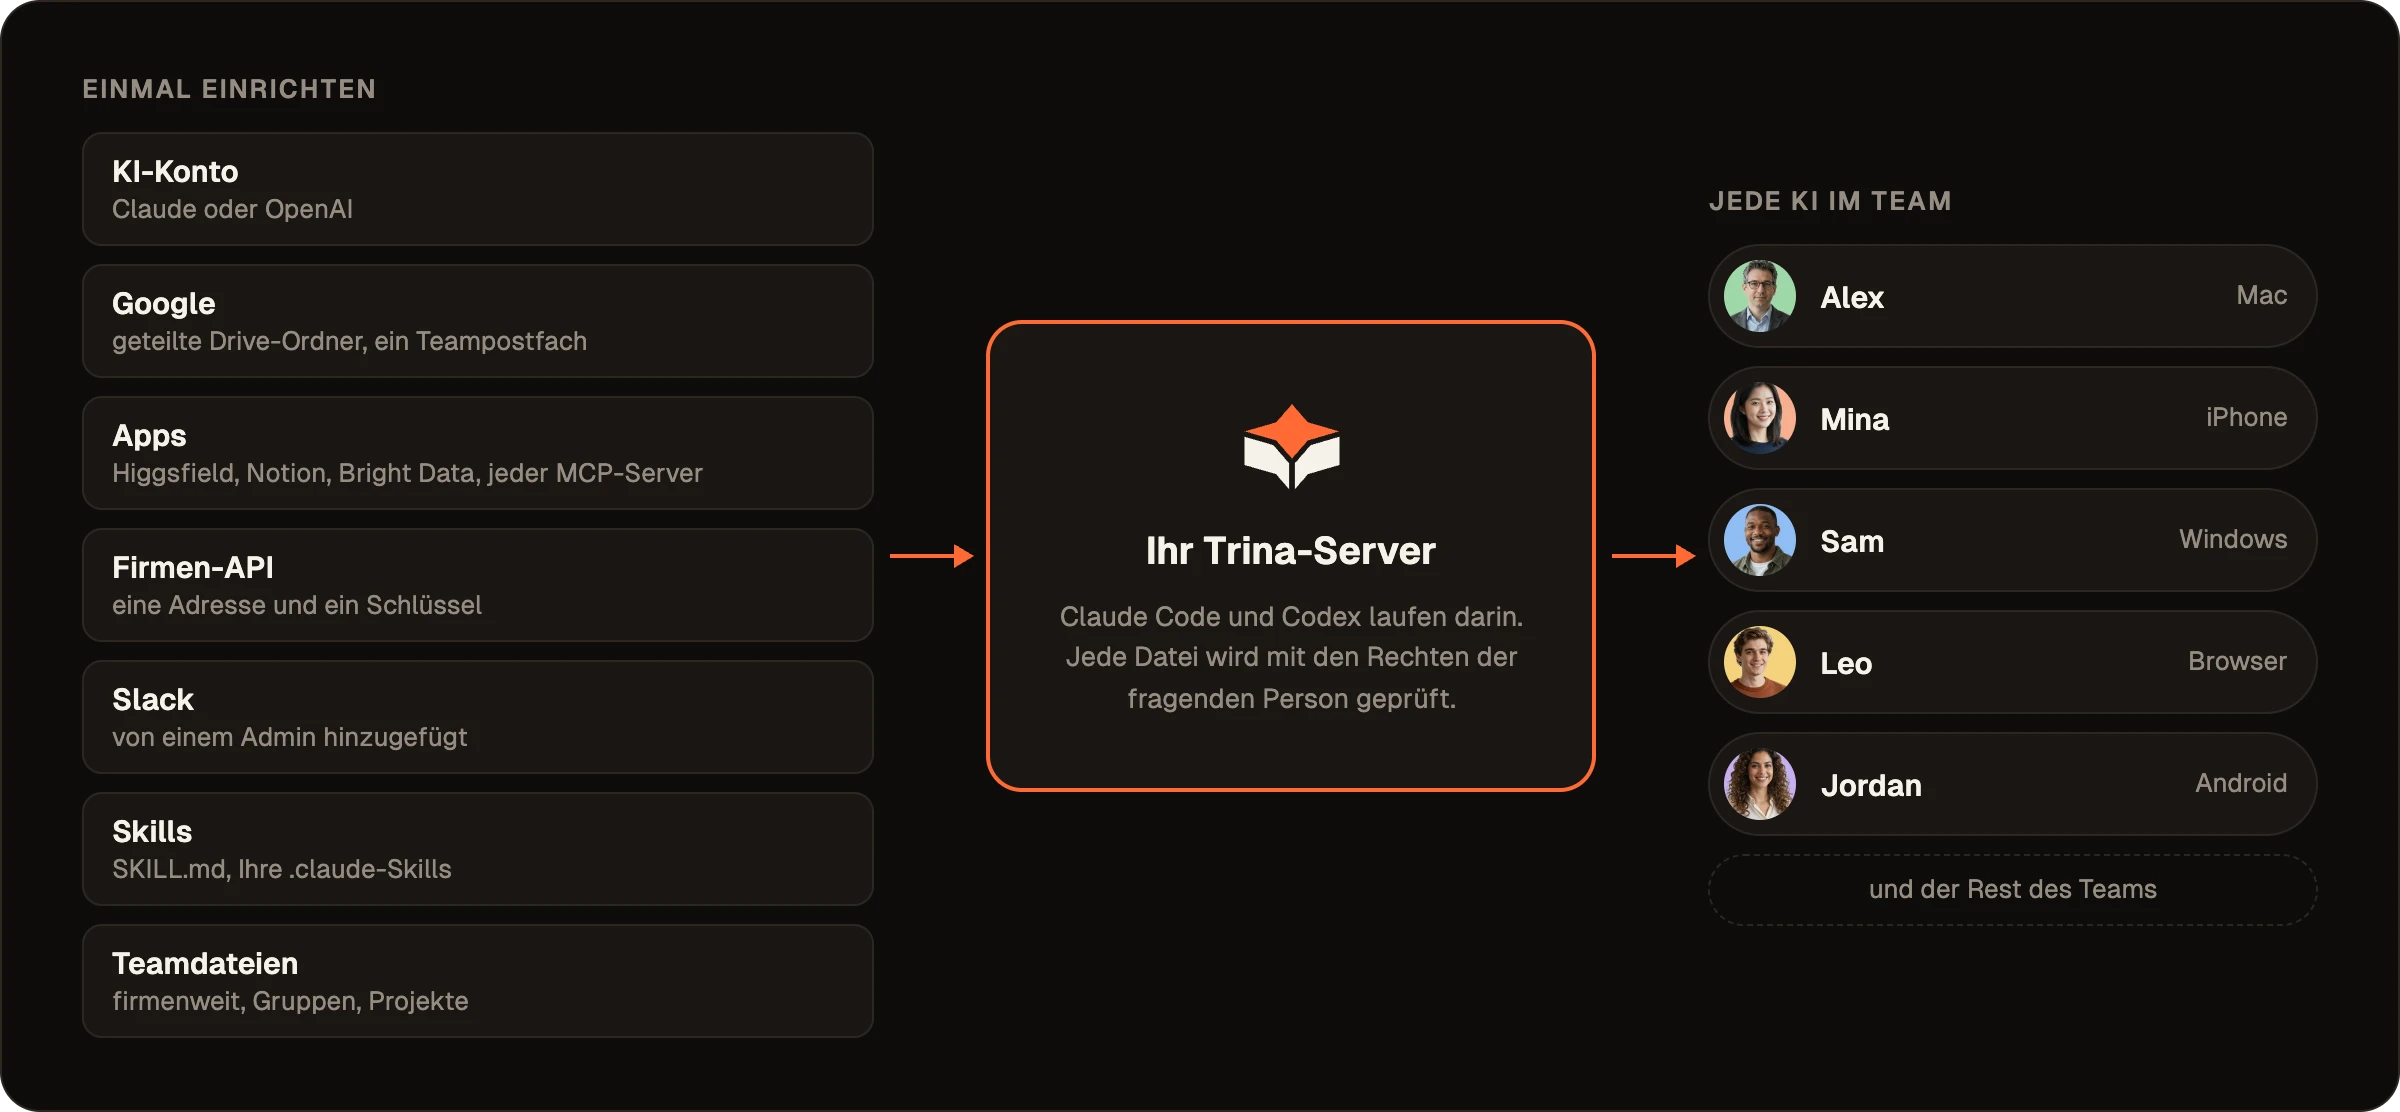 EINMAL EINRICHTEN
KI-Konto
Claude oder OpenAI
Google
geteilte Drive-Ordner, ein Teampostfach
Apps
Higgsfield, Notion, Bright Data, jeder MCP-Server
Firmen-API
eine Adresse und ein Schlüssel
Slack
von einem Admin hinzugefügt
Skills
SKILL.md, Ihre .claude-Skills
Teamdateien
firmenweit, Gruppen, Projekte
Ihr Trina-Server
Claude Code und Codex laufen darin.
Jede Datei wird mit den Rechten der
fragenden Person geprüft.
JEDE KI IM TEAM
Alex Mac
Mina iPhone
Sam Windows
Leo Browser
Jordan Android
und der Rest des Teams